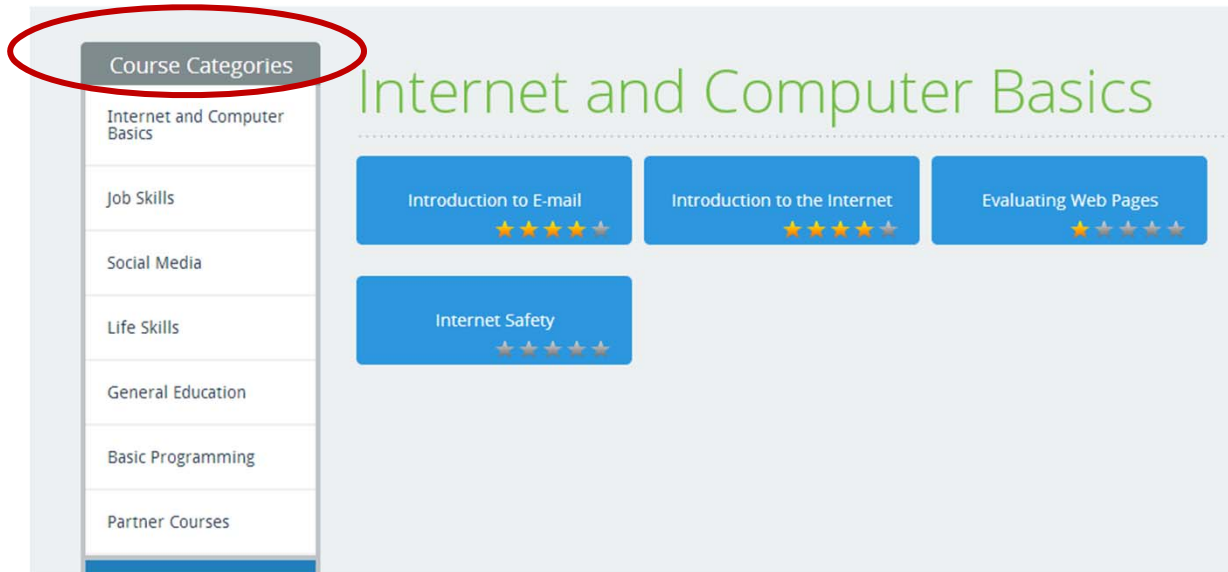 Course Categories
Internet and Computer
Basics
Job Skills
Social Media
Life Skills
General Education
Basic Programming
Partner Courses
Internet and Computer Basics
Introduction to E-mail
Introduction to the Internet
Evaluating Web Pages
Internet Safety